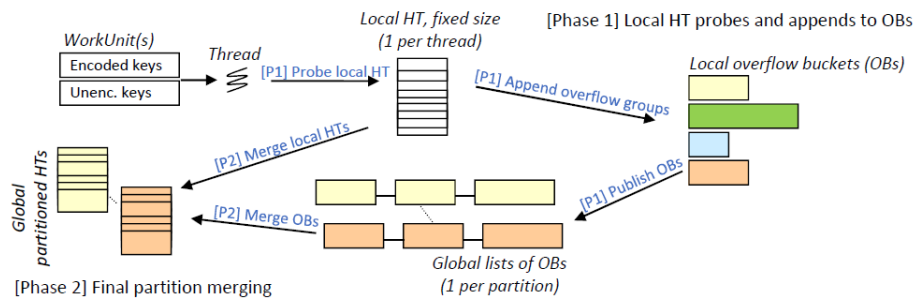 Local HT, fixed size
(1 per thread)
[Phase 1] Local HT probes and appends to OBs
WorkUnit(s)
Encoded keys
Unenc. keys
Thread
[P1] Probe local HT
[P1] Append overflow groups
Local overflow buckets (OBs)
[P2] Merge local HTs
[P1] Publish OBs
Global
partitioned HTs
[P2] Merge OBs
Global lists of OBs
(1 per partition)
[Phase 2] Final partition merging